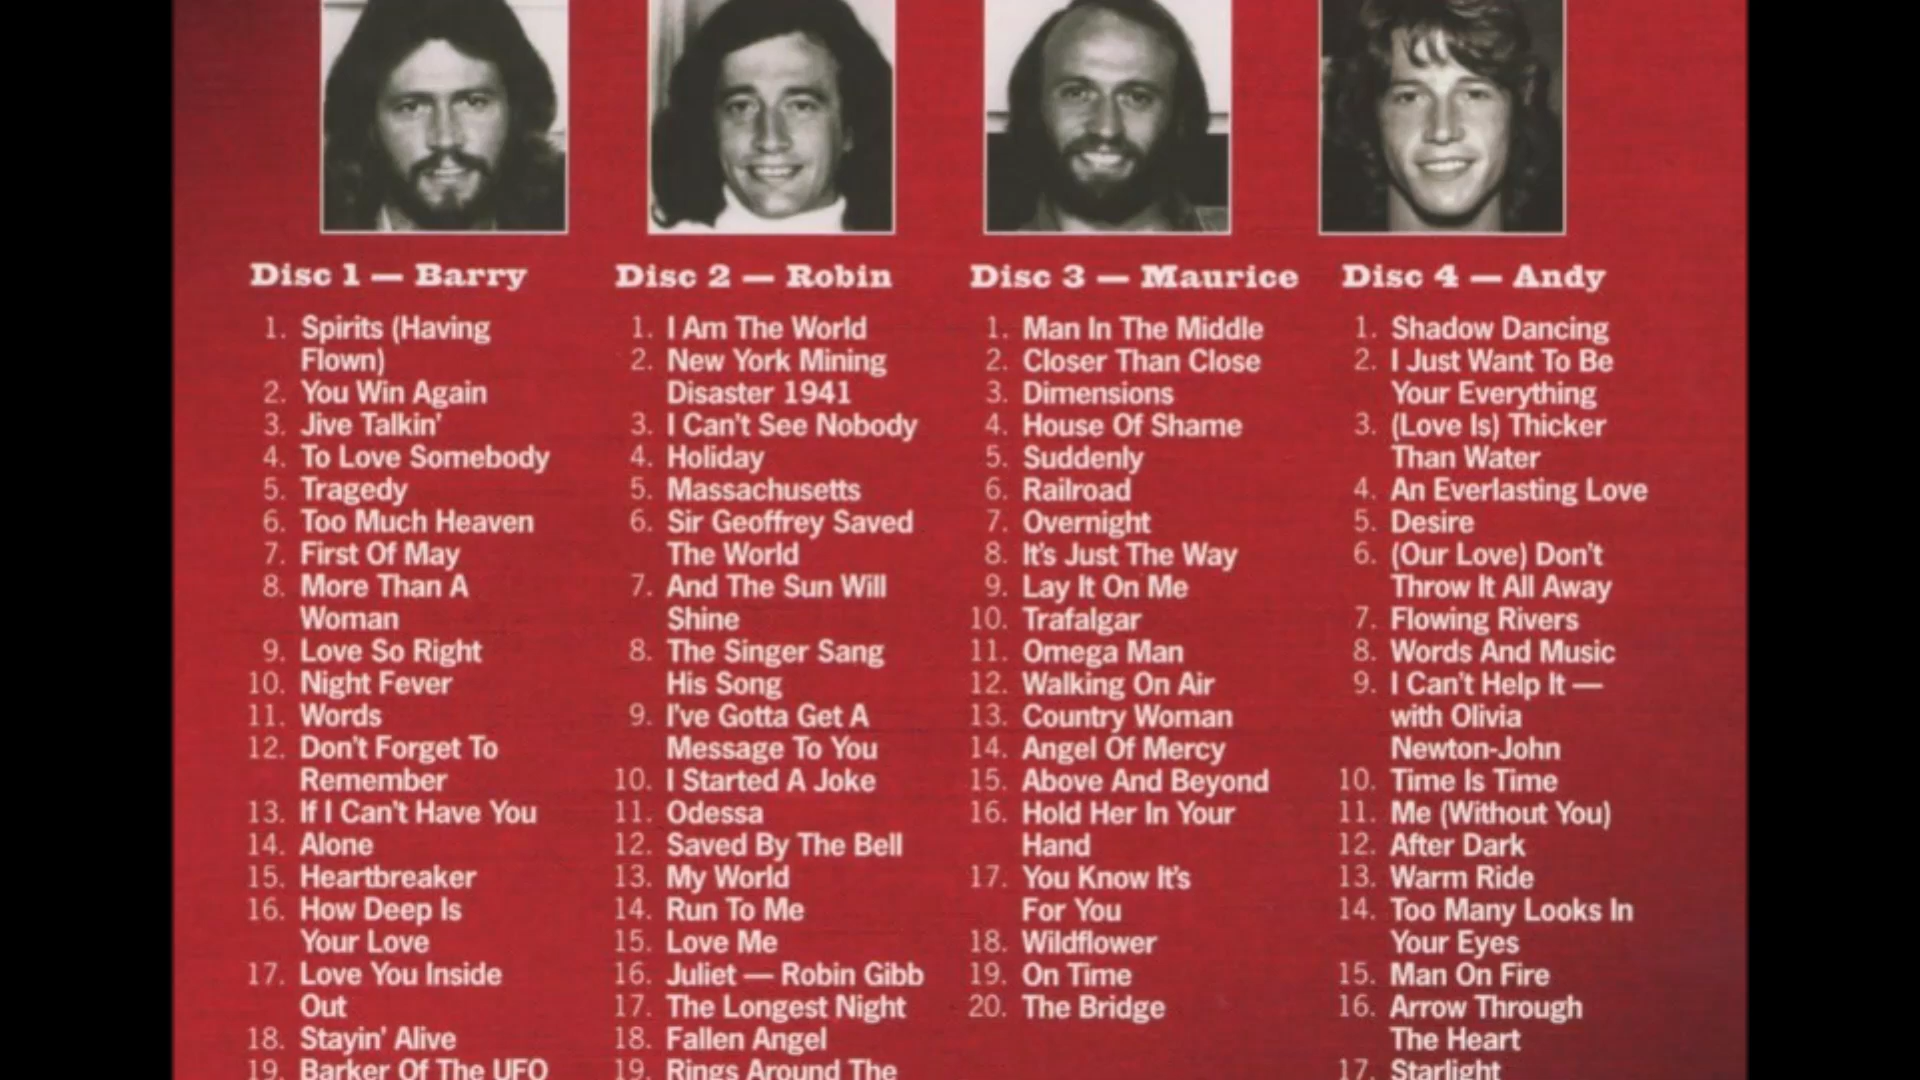 Disc 1 — Barry
1. Spirits (Having
Flown)
2. You Win Again
3. Jive Talkin'
4. To Love Somebody
5. Tragedy
6. Too Much Heaven
7. First Of May
8. More Than A
Woman
9. Love So Right
10. Night Fever
11. Words
12. Don't Forget To
Remember
13. If I Can't Have You
14. Alone
15. Heartbreaker
16. How Deep Is
Your Love
17. Love You Inside
Out
18. Stayin' Alive
19. Barker Of The UFO
Disc 2 — Robin
1. I Am The World
2. New York Mining
Disaster 1941
3. I Can't See Nobody
4. Holiday
5. Massachusetts
6. Sir Geoffrey Saved
The World
7. And The Sun Will
Shine
8. The Singer Sang
His Song
9. I've Gotta Get A
Message To You
10. I Started A Joke
11. Odessa
12. Saved By The Bell
13. My World
14. Run To Me
15. Love Me
16. Juliet — Robin Gibb
17. The Longest Night
18. Fallen Angel
19. Rings Around The
Disc 3 — Maurice
1. Man In The Middle
2. Closer Than Close
3. Dimensions
4. House Of Shame
5. Suddenly
6. Railroad
7. Overnight
8. It's Just The Way
9. Lay It On Me
10. Trafalgar
11. Omega Man
12. Walking On Air
13. Country Woman
14. Angel Of Mercy
15. Above And Beyond
16. Hold Her In Your
Hand
17. You Know It's
For You
18. Wildflower
19. On Time
20. The Bridge
Disc 4 — Andy
1. Shadow Dancing
2. I Just Want To Be
Your Everything
3. (Love Is) Thicker
Than Water
4. An Everlasting Love
5. Desire
6. (Our Love) Don't
Throw It All Away
7. Flowing Rivers
8. Words And Music
9. I Can't Help It —
with Olivia
Newton-John
10. Time Is Time
11. Me (Without You)
12. After Dark
13. Warm Ride
14. Too Many Looks In
Your Eyes
15. Man On Fire
16. Arrow Through
The Heart
17. Starlight